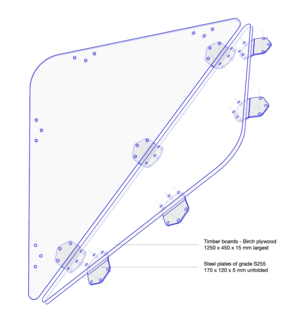 Timber boards - Birch plywood
1250 x 450 x 15 mm largest
Steel plates of grade S255
170 x 120 x 5 mm unfolded